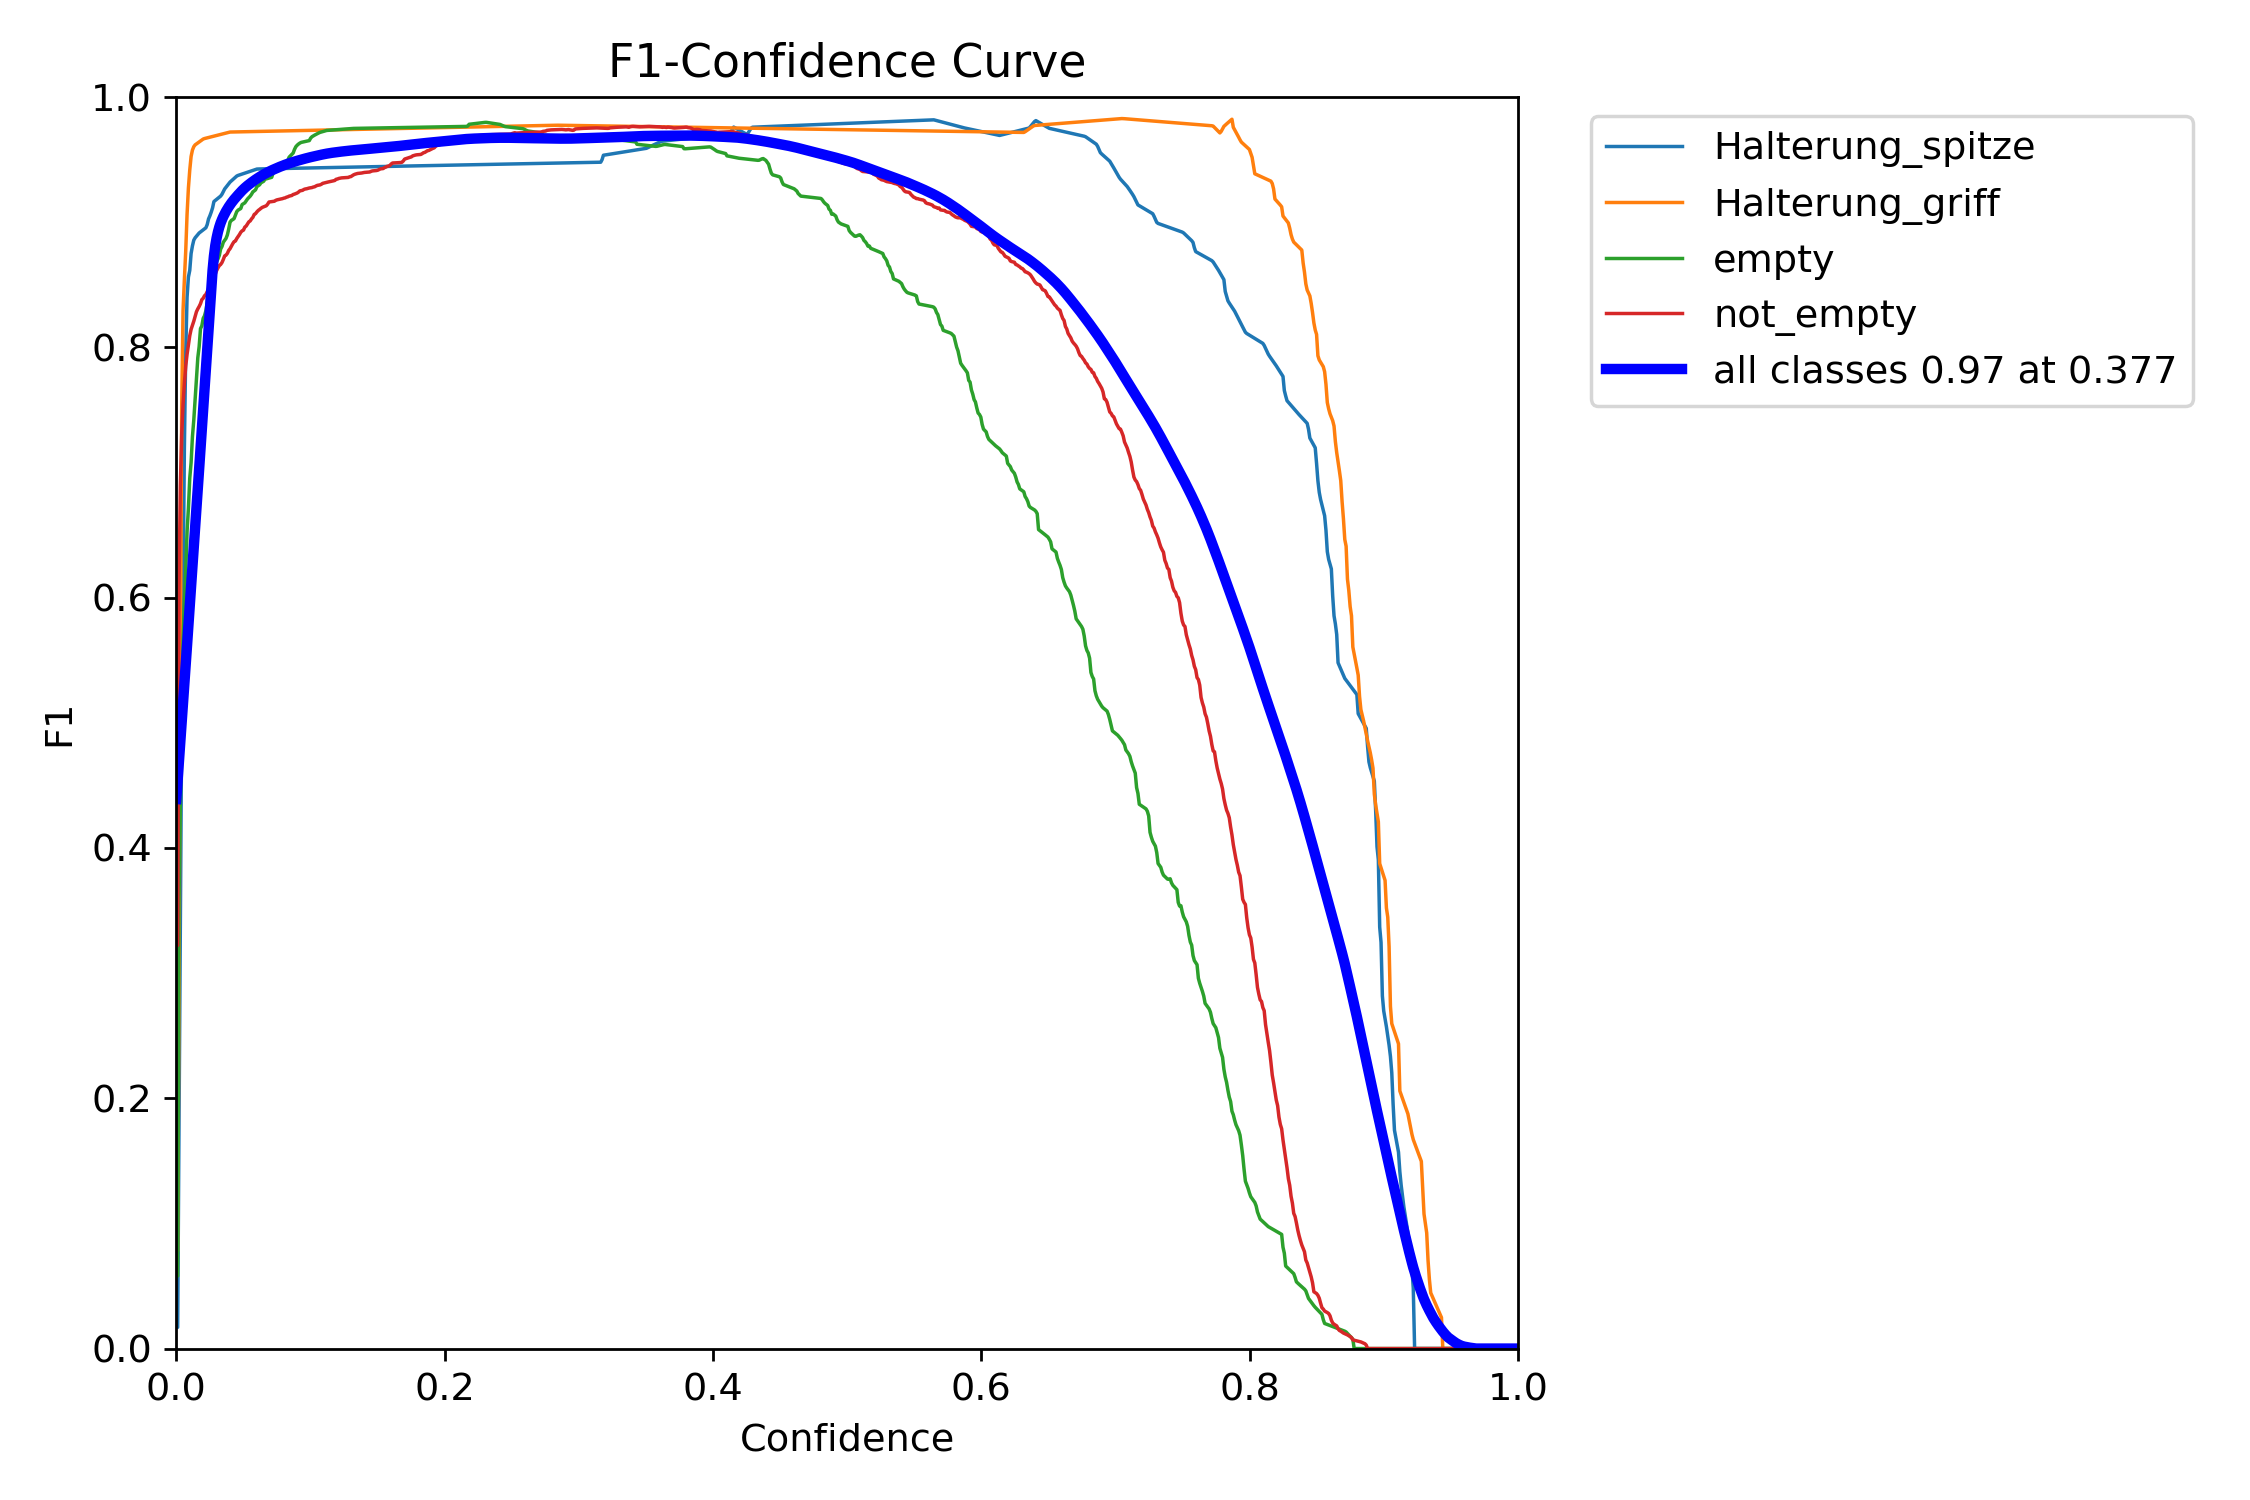 F1-Confidence Curve
1.0
0.8
0.6
0.4
0.2
0.0
F1
0.0 0.2 0.4 0.6 0.8 1.0
Confidence
Halterung_spitze
Halterung_griff
empty
not_empty
all classes 0.97 at 0.377